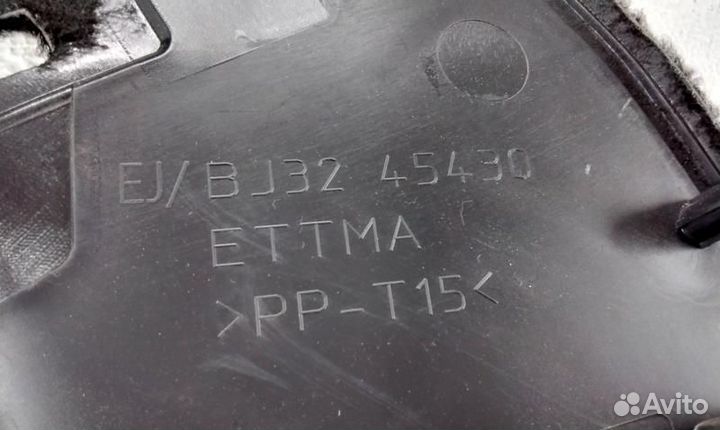 EJ/BJ32 45430
ETTMA
>PP-T15<
Avito